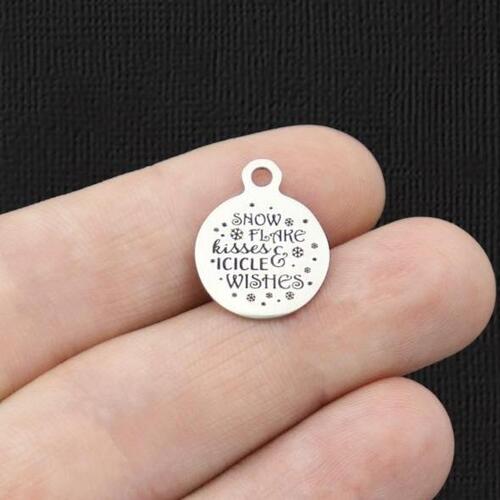 SNOW
FLAKE
kisses &
ICICLE
WISHES